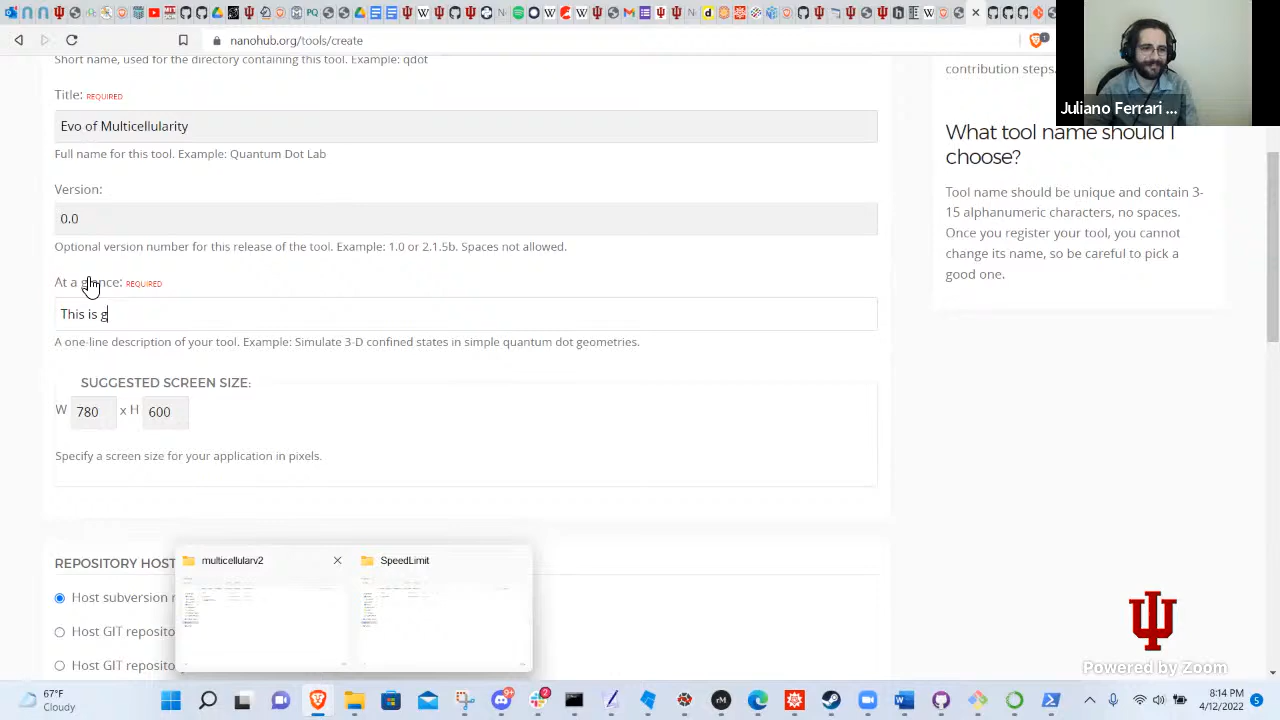 nanohub.org/tools/create
Short name, used for the directory containing this tool. Example: qdot
Title: REQUIRED
Evo of Multicellularity
Full name for this tool. Example: Quantum Dot Lab
Version:
0.0
Optional version number for this release of the tool. Example: 1.0 or 2.1.5b. Spaces not allowed.
At a glance: REQUIRED
This is g
A one-line description of your tool. Example: Simulate 3-D confined states in simple quantum dot geometries.
SUGGESTED SCREEN SIZE:
W 780 x H 600
Specify a screen size for your application in pixels.
REPOSITORY HOST
Host subversion r
Host GIT reposito
Host GIT reposito
multicellularv2
SpeedLimit
contribution steps.
What tool name should I
choose?
Tool name should be unique and contain 3-
15 alphanumeric characters, no spaces.
Once you register your tool, you cannot
change its name, so be careful to pick a
good one.
Juliano Ferrari ...
Powered by Zoom
67°F
Cloudy
8:14 PM
4/12/2022
5